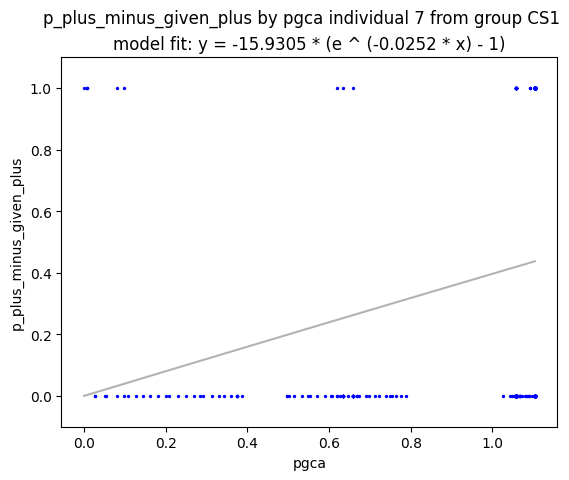 p_plus_minus_given_plus by pgca individual 7 from group CS1
model fit: y = -15.9305 * (e ^ (-0.0252 * x) - 1)
1.0
0.8
0.6
0.4
0.2
0.0
p_plus_minus_given_plus
0.0 0.2 0.4 0.6 0.8 1.0
pgca